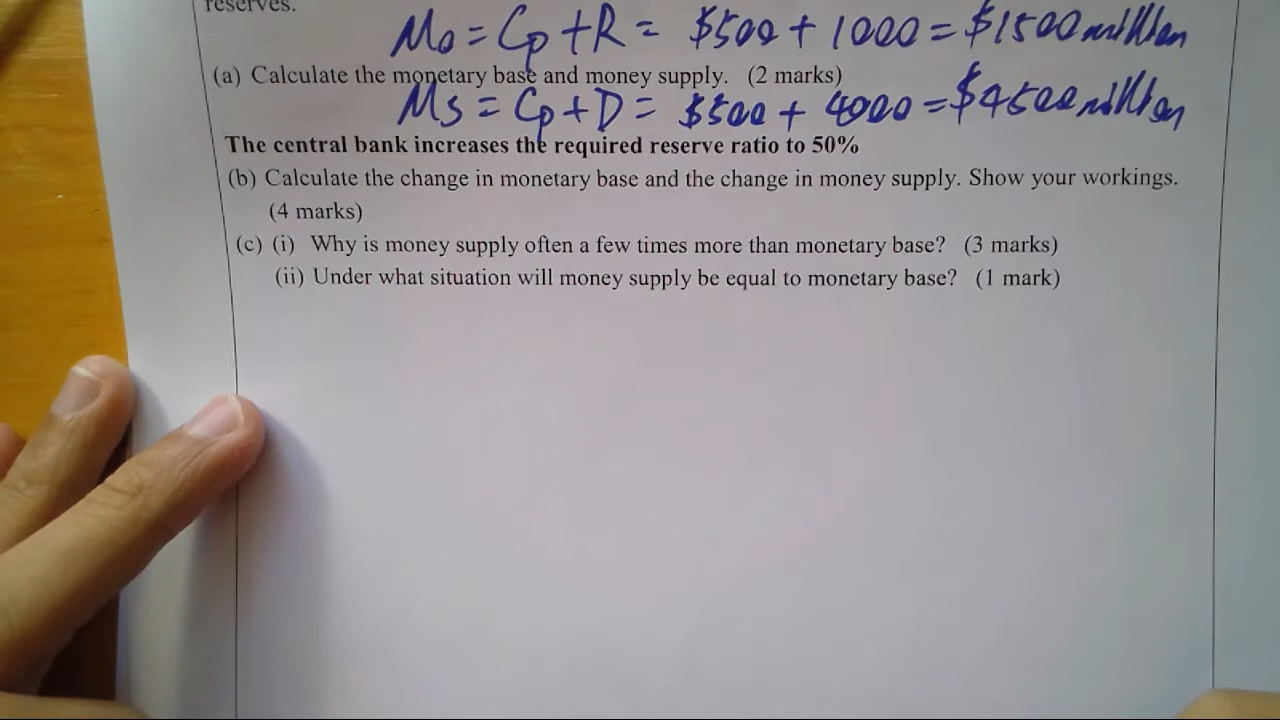 reserves.
Mo = Cp + R = $500 + 1000 = $1500 million
(a) Calculate the monetary base and money supply. (2 marks)
Ms = Cp + D = $500 + 4000 = $4500 million
The central bank increases the required reserve ratio to 50%
(b) Calculate the change in monetary base and the change in money supply. Show your workings.
(4 marks)
(c) (i) Why is money supply often a few times more than monetary base? (3 marks)
(ii) Under what situation will money supply be equal to monetary base? (1 mark)